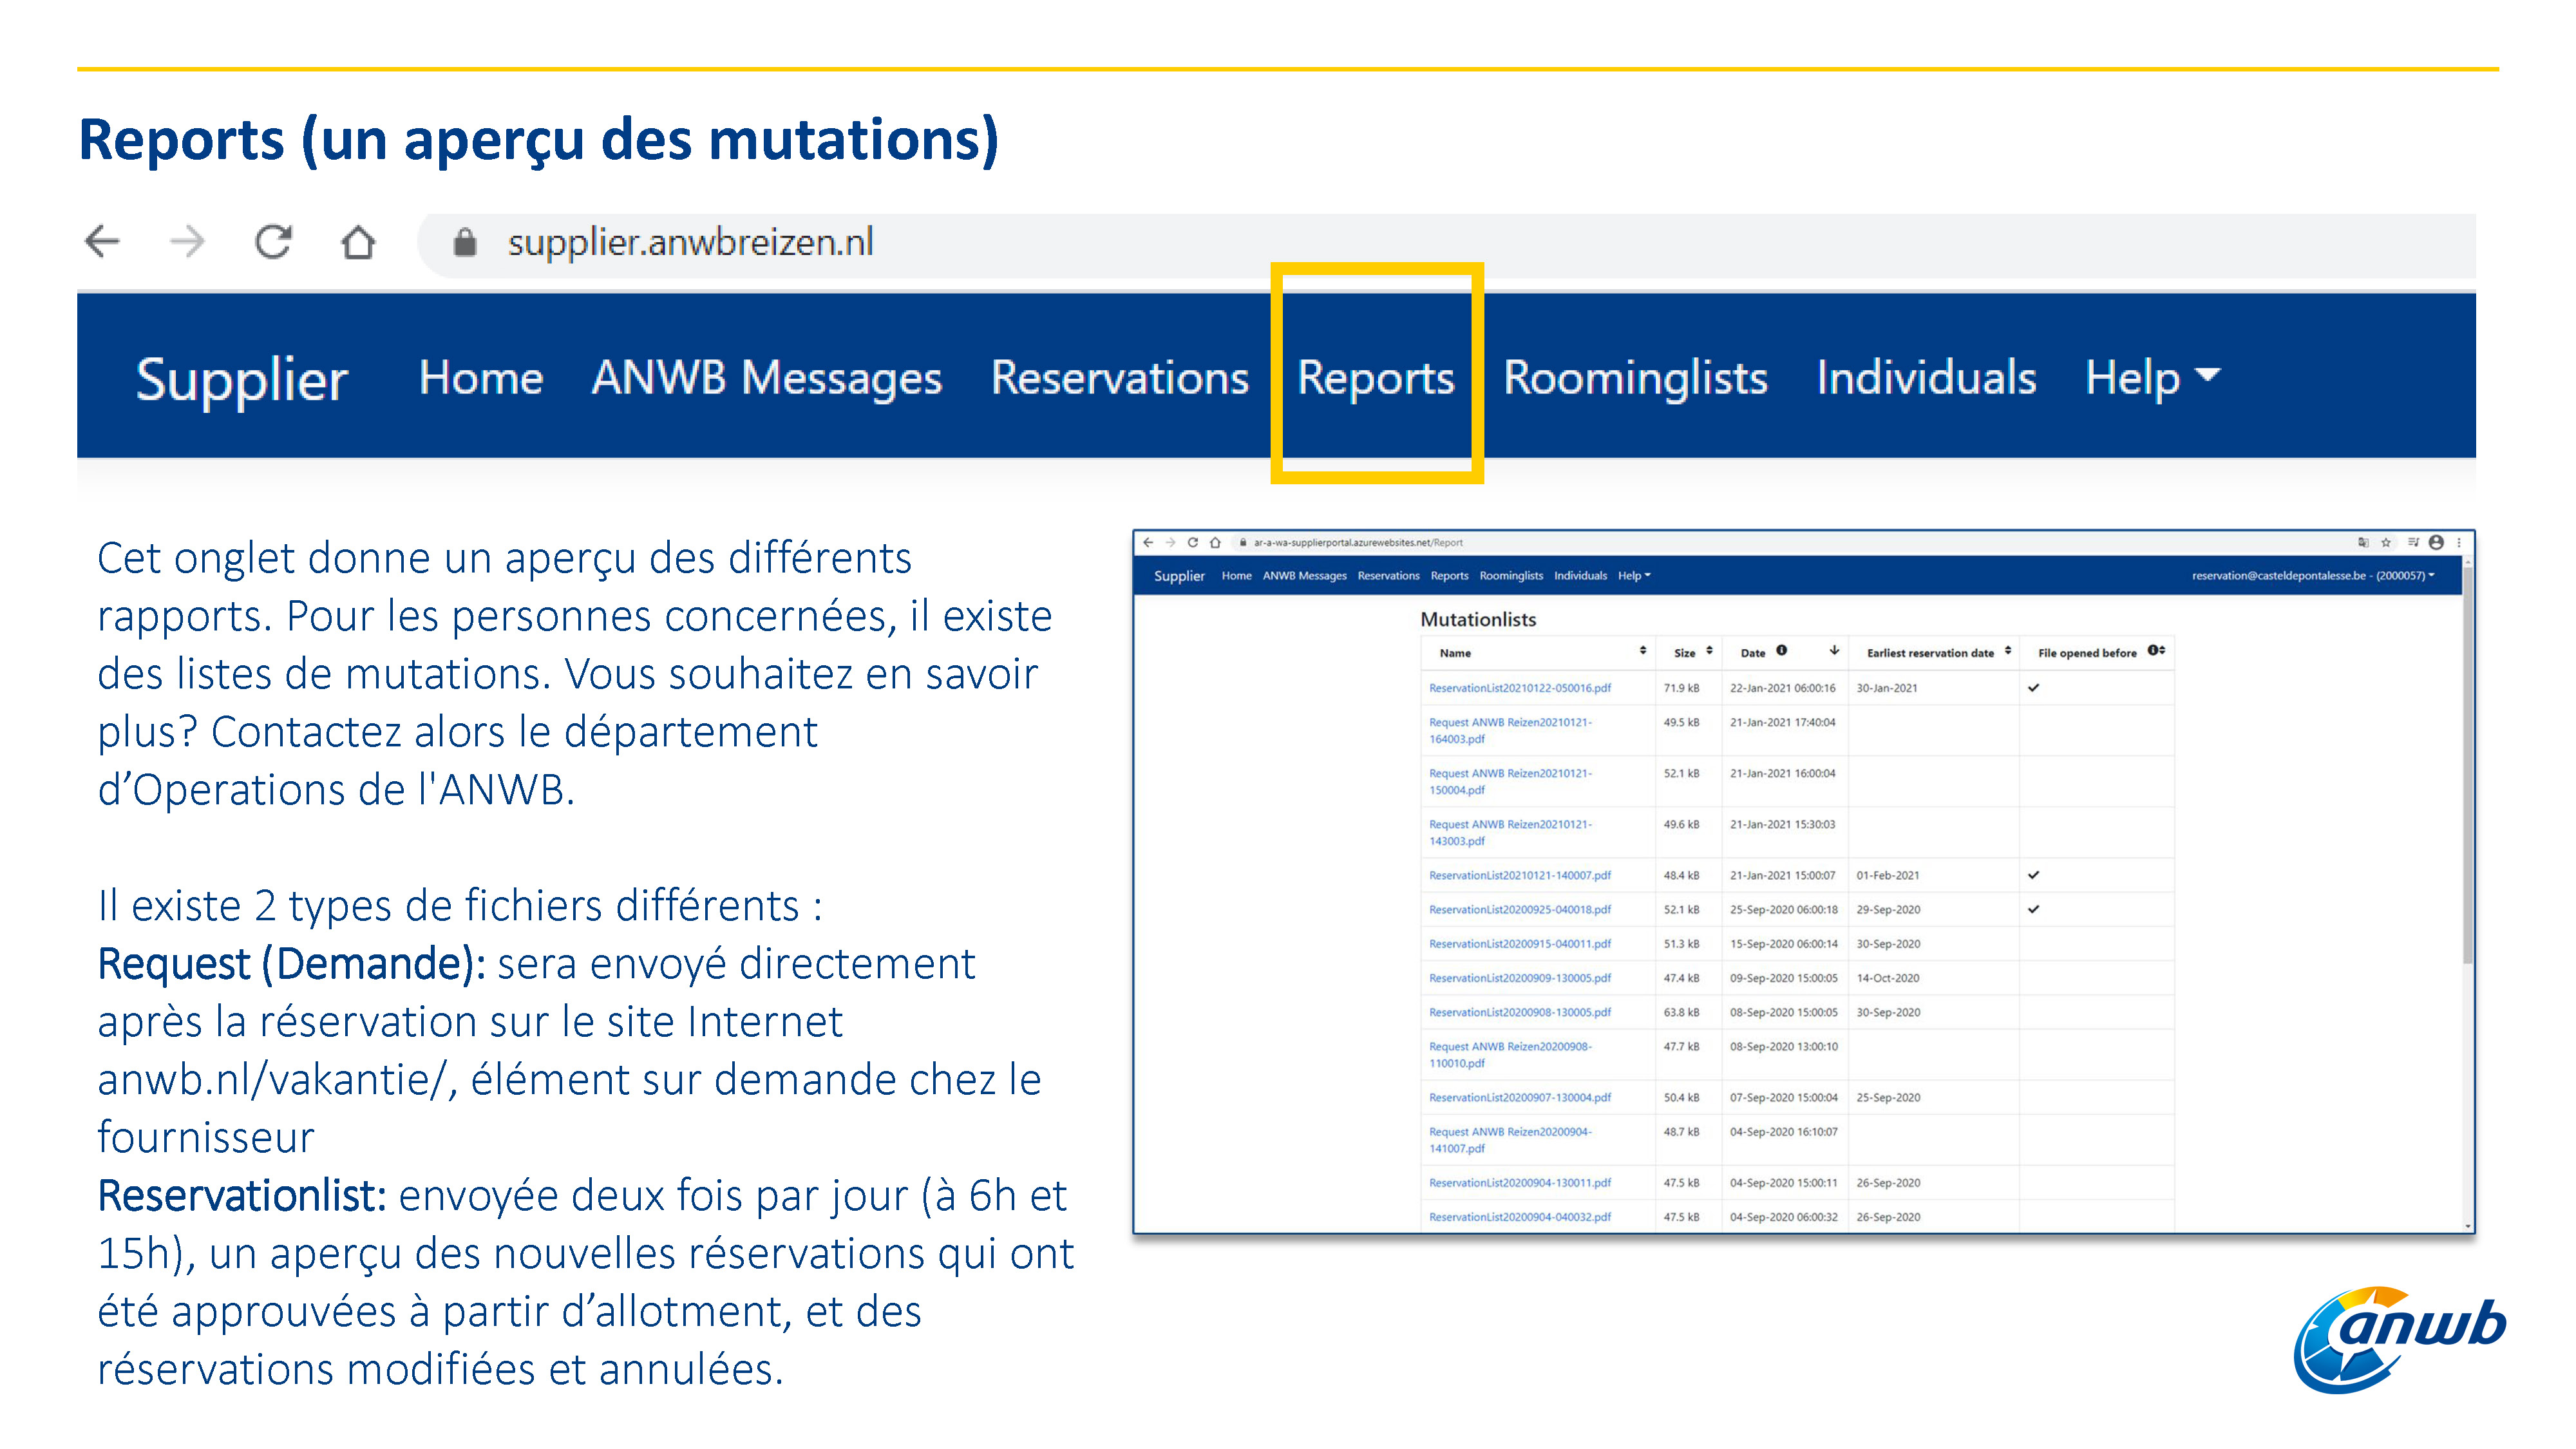 Reports (un aperçu des mutations)
supplier.anwbreizen.nl
Supplier Home ANWB Messages Reservations Reports Roominglists Individuals Help
Cet onglet donne un aperçu des différents
rapports. Pour les personnes concernées, il existe
des listes de mutations. Vous souhaitez en savoir
plus? Contactez alors le département
d’Operations de l'ANWB.
Il existe 2 types de fichiers différents :
Request (Demande): sera envoyé directement
après la réservation sur le site Internet
anwb.nl/vakantie/, élément sur demande chez le
fournisseur
Reservationlist: envoyée deux fois par jour (à 6h et
15h), un aperçu des nouvelles réservations qui ont
été approuvées à partir d’allotment, et des
réservations modifiées et annulées.
ar-a-wa-supplierportal.azurewebsites.net/Report
Supplier Home ANWB Messages Reservations Reports Roominglists Individuals Help reservation@casteldepontalesse.be - (2000057)
Mutationlists
Name Size Date Earliest reservation date File opened before
ReservationList20210122-050016.pdf 71.9 kB 22-Jan-2021 06:00:16 30-Jan-2021
Request ANWB Reizen20210121- 49.5 kB 21-Jan-2021 17:40:04
164003.pdf
Request ANWB Reizen20210121- 52.1 kB 21-Jan-2021 16:00:04
150004.pdf
Request ANWB Reizen20210121- 49.6 kB 21-Jan-2021 15:30:03
143003.pdf
ReservationList20210121-140007.pdf 48.4 kB 21-Jan-2021 15:00:07 01-Feb-2021
ReservationList20200925-040018.pdf 52.1 kB 25-Sep-2020 06:00:18 29-Sep-2020
ReservationList20200915-040011.pdf 51.3 kB 15-Sep-2020 06:00:14 30-Sep-2020
ReservationList20200909-130005.pdf 47.4 kB 09-Sep-2020 15:00:05 14-Oct-2020
ReservationList20200908-130005.pdf 63.8 kB 08-Sep-2020 15:00:05 30-Sep-2020
Request ANWB Reizen20200908- 47.7 kB 08-Sep-2020 13:00:10
110010.pdf
ReservationList20200907-130004.pdf 50.4 kB 07-Sep-2020 15:00:04 25-Sep-2020
Request ANWB Reizen20200904- 48.7 kB 04-Sep-2020 16:10:07
141007.pdf
ReservationList20200904-130011.pdf 47.5 kB 04-Sep-2020 15:00:11 26-Sep-2020
ReservationList20200904-040032.pdf 47.5 kB 04-Sep-2020 06:00:32 26-Sep-2020
anwb